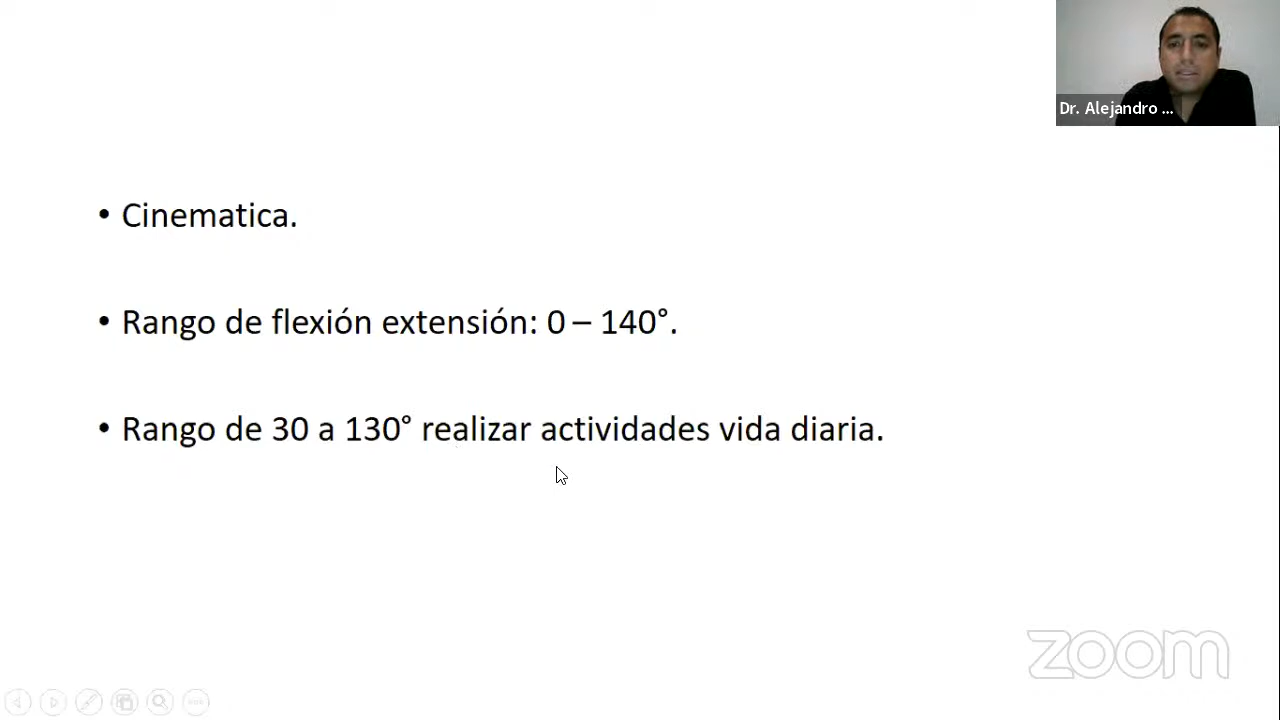 Dr. Alejandro ...
• Cinematica.
• Rango de flexión extensión: 0 – 140°.
• Rango de 30 a 130° realizar actividades vida diaria.
zoom